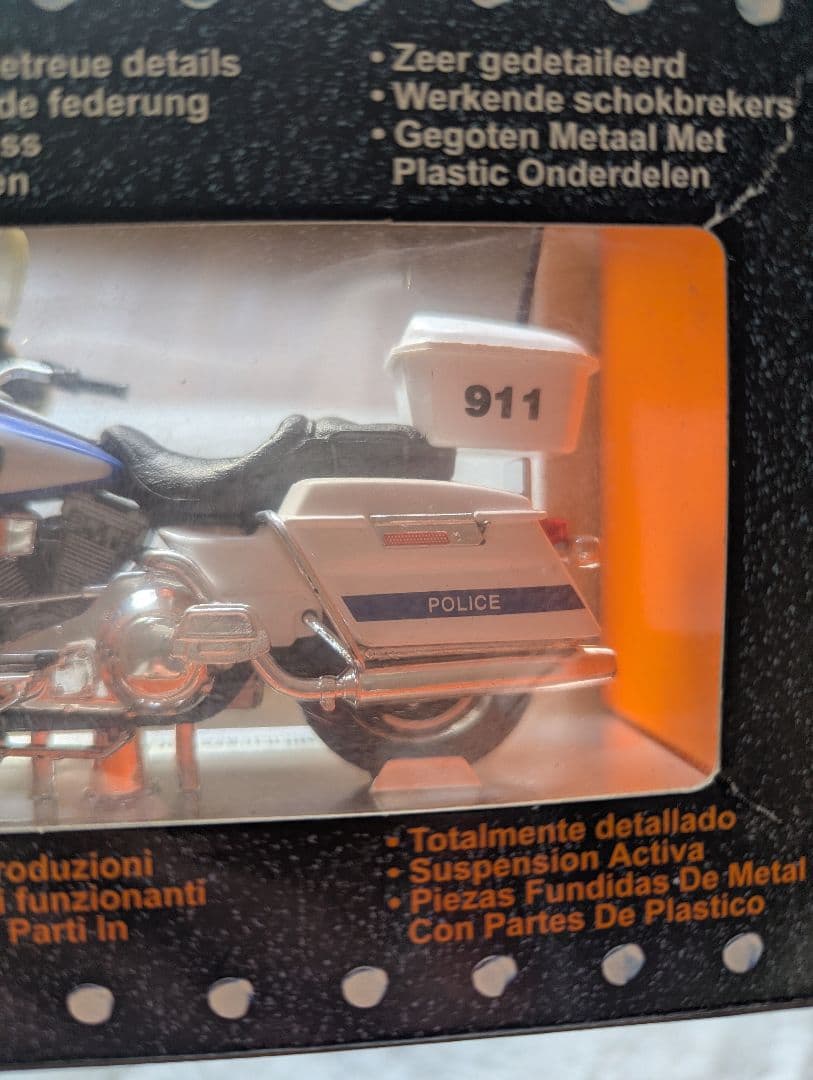 etreue details
de federung
ss
en
• Zeer gedetaileerd
• Werkende schokbrekers
• Gegoten Metaal Met
Plastic Onderdelen
911
POLICE
roduzioni
i funzionanti
Parti In
• Totalmente detallado
• Suspension Activa
• Piezas Fundidas De Metal
Con Partes De Plastico